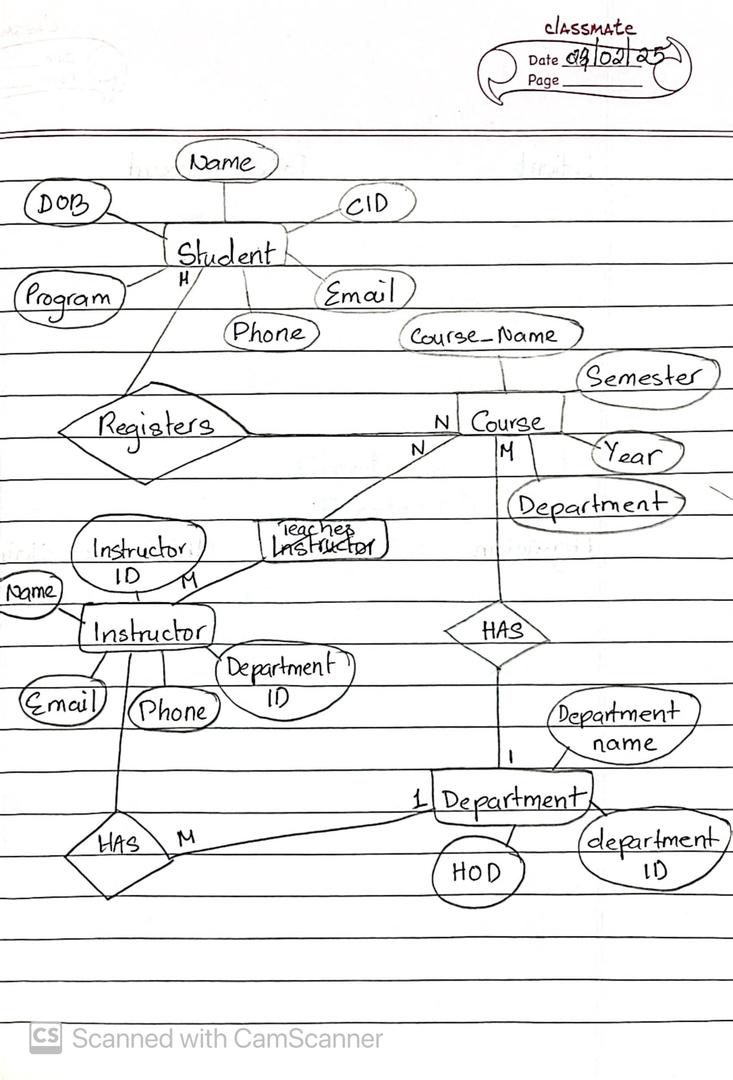 classmate
Date 03/02/25
Page
Name
DOB
CID
Student
M
Program
Email
Phone
Course_Name
Semester
Registers
N
Course
N
M
Year
Department
Teaches
Instructor
Instructor
ID
M
Name
Instructor
HAS
Department
ID
Email
Phone
Department
name
1
1
Department
HAS
M
department
ID
HOD
CS Scanned with CamScanner